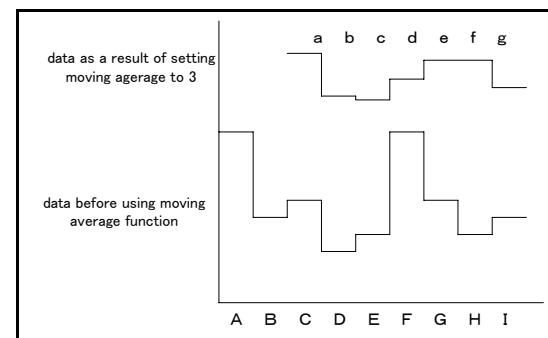 a b c d e f g
data as a result of setting
moving agerage to 3
data before using moving
average function
A B C D E F G H I